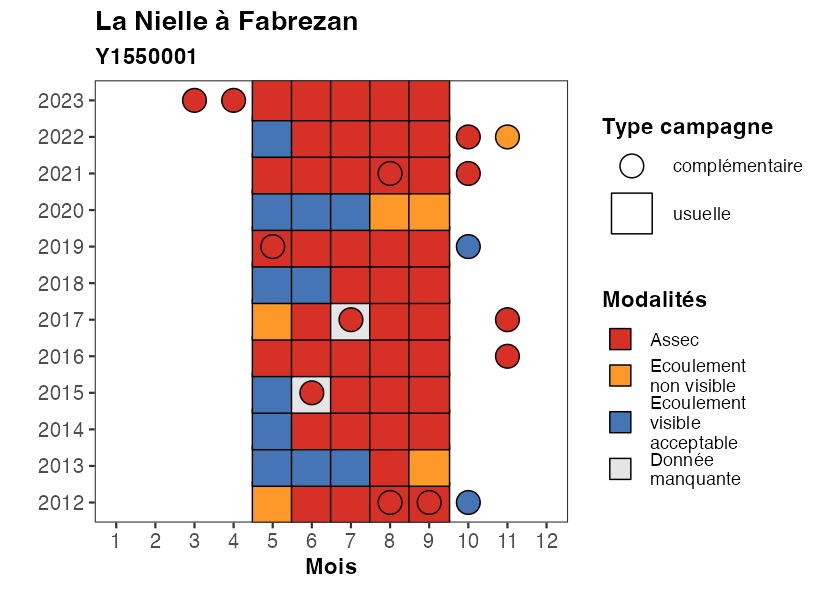 La Nielle à Fabrezan
Y1550001
2023
2022
2021
2020
2019
2018
2017
2016
2015
2014
2013
2012
1 2 3 4 5 6 7 8 9 10 11 12
Mois
Type campagne
complémentaire
usuelle
Modalités
Assec
Ecoulement
non visible
Ecoulement
visible
acceptable
Donnée
manquante